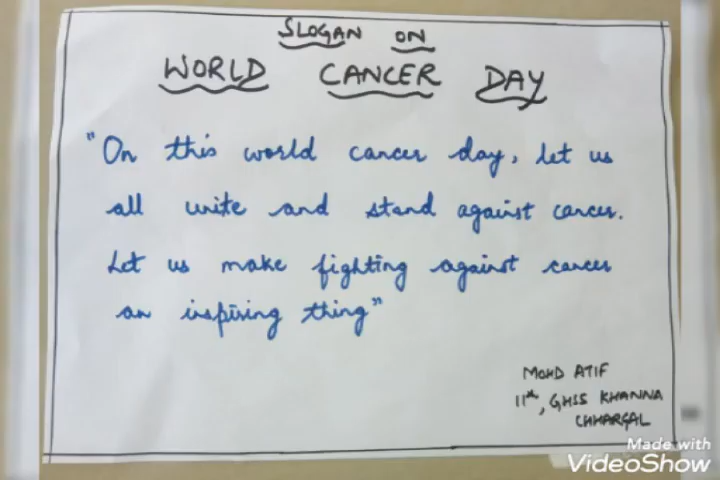 SLOGAN ON
WORLD CANCER DAY
"On this world cancer day, let us
all unite and stand against cancer.
Let us make fighting against cancer
an inspiring thing"
MOHD ATIF
11th, GHSS KHANNA
CHHARGAL
Made with
VideoShow